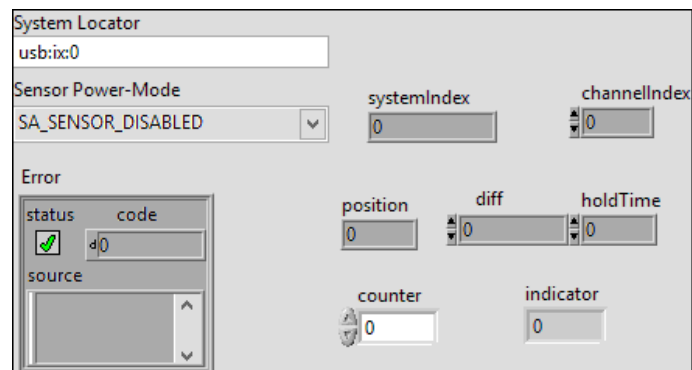 System Locator
usb:ix:0
Sensor Power-Mode
SA_SENSOR_DISABLED
systemIndex
0
channelIndex
0
Error
status code
d0
source
position
0
diff
0
holdTime
0
counter
0
indicator
0